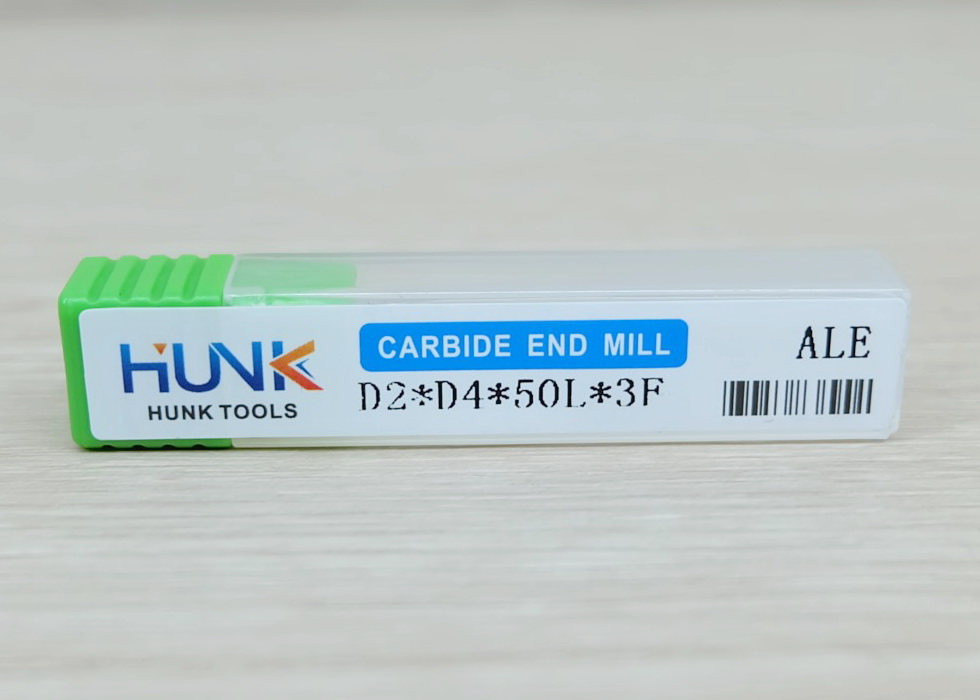 HUNK
HUNK TOOLS
CARBIDE END MILL
D2*D4*50L*3F
ALE